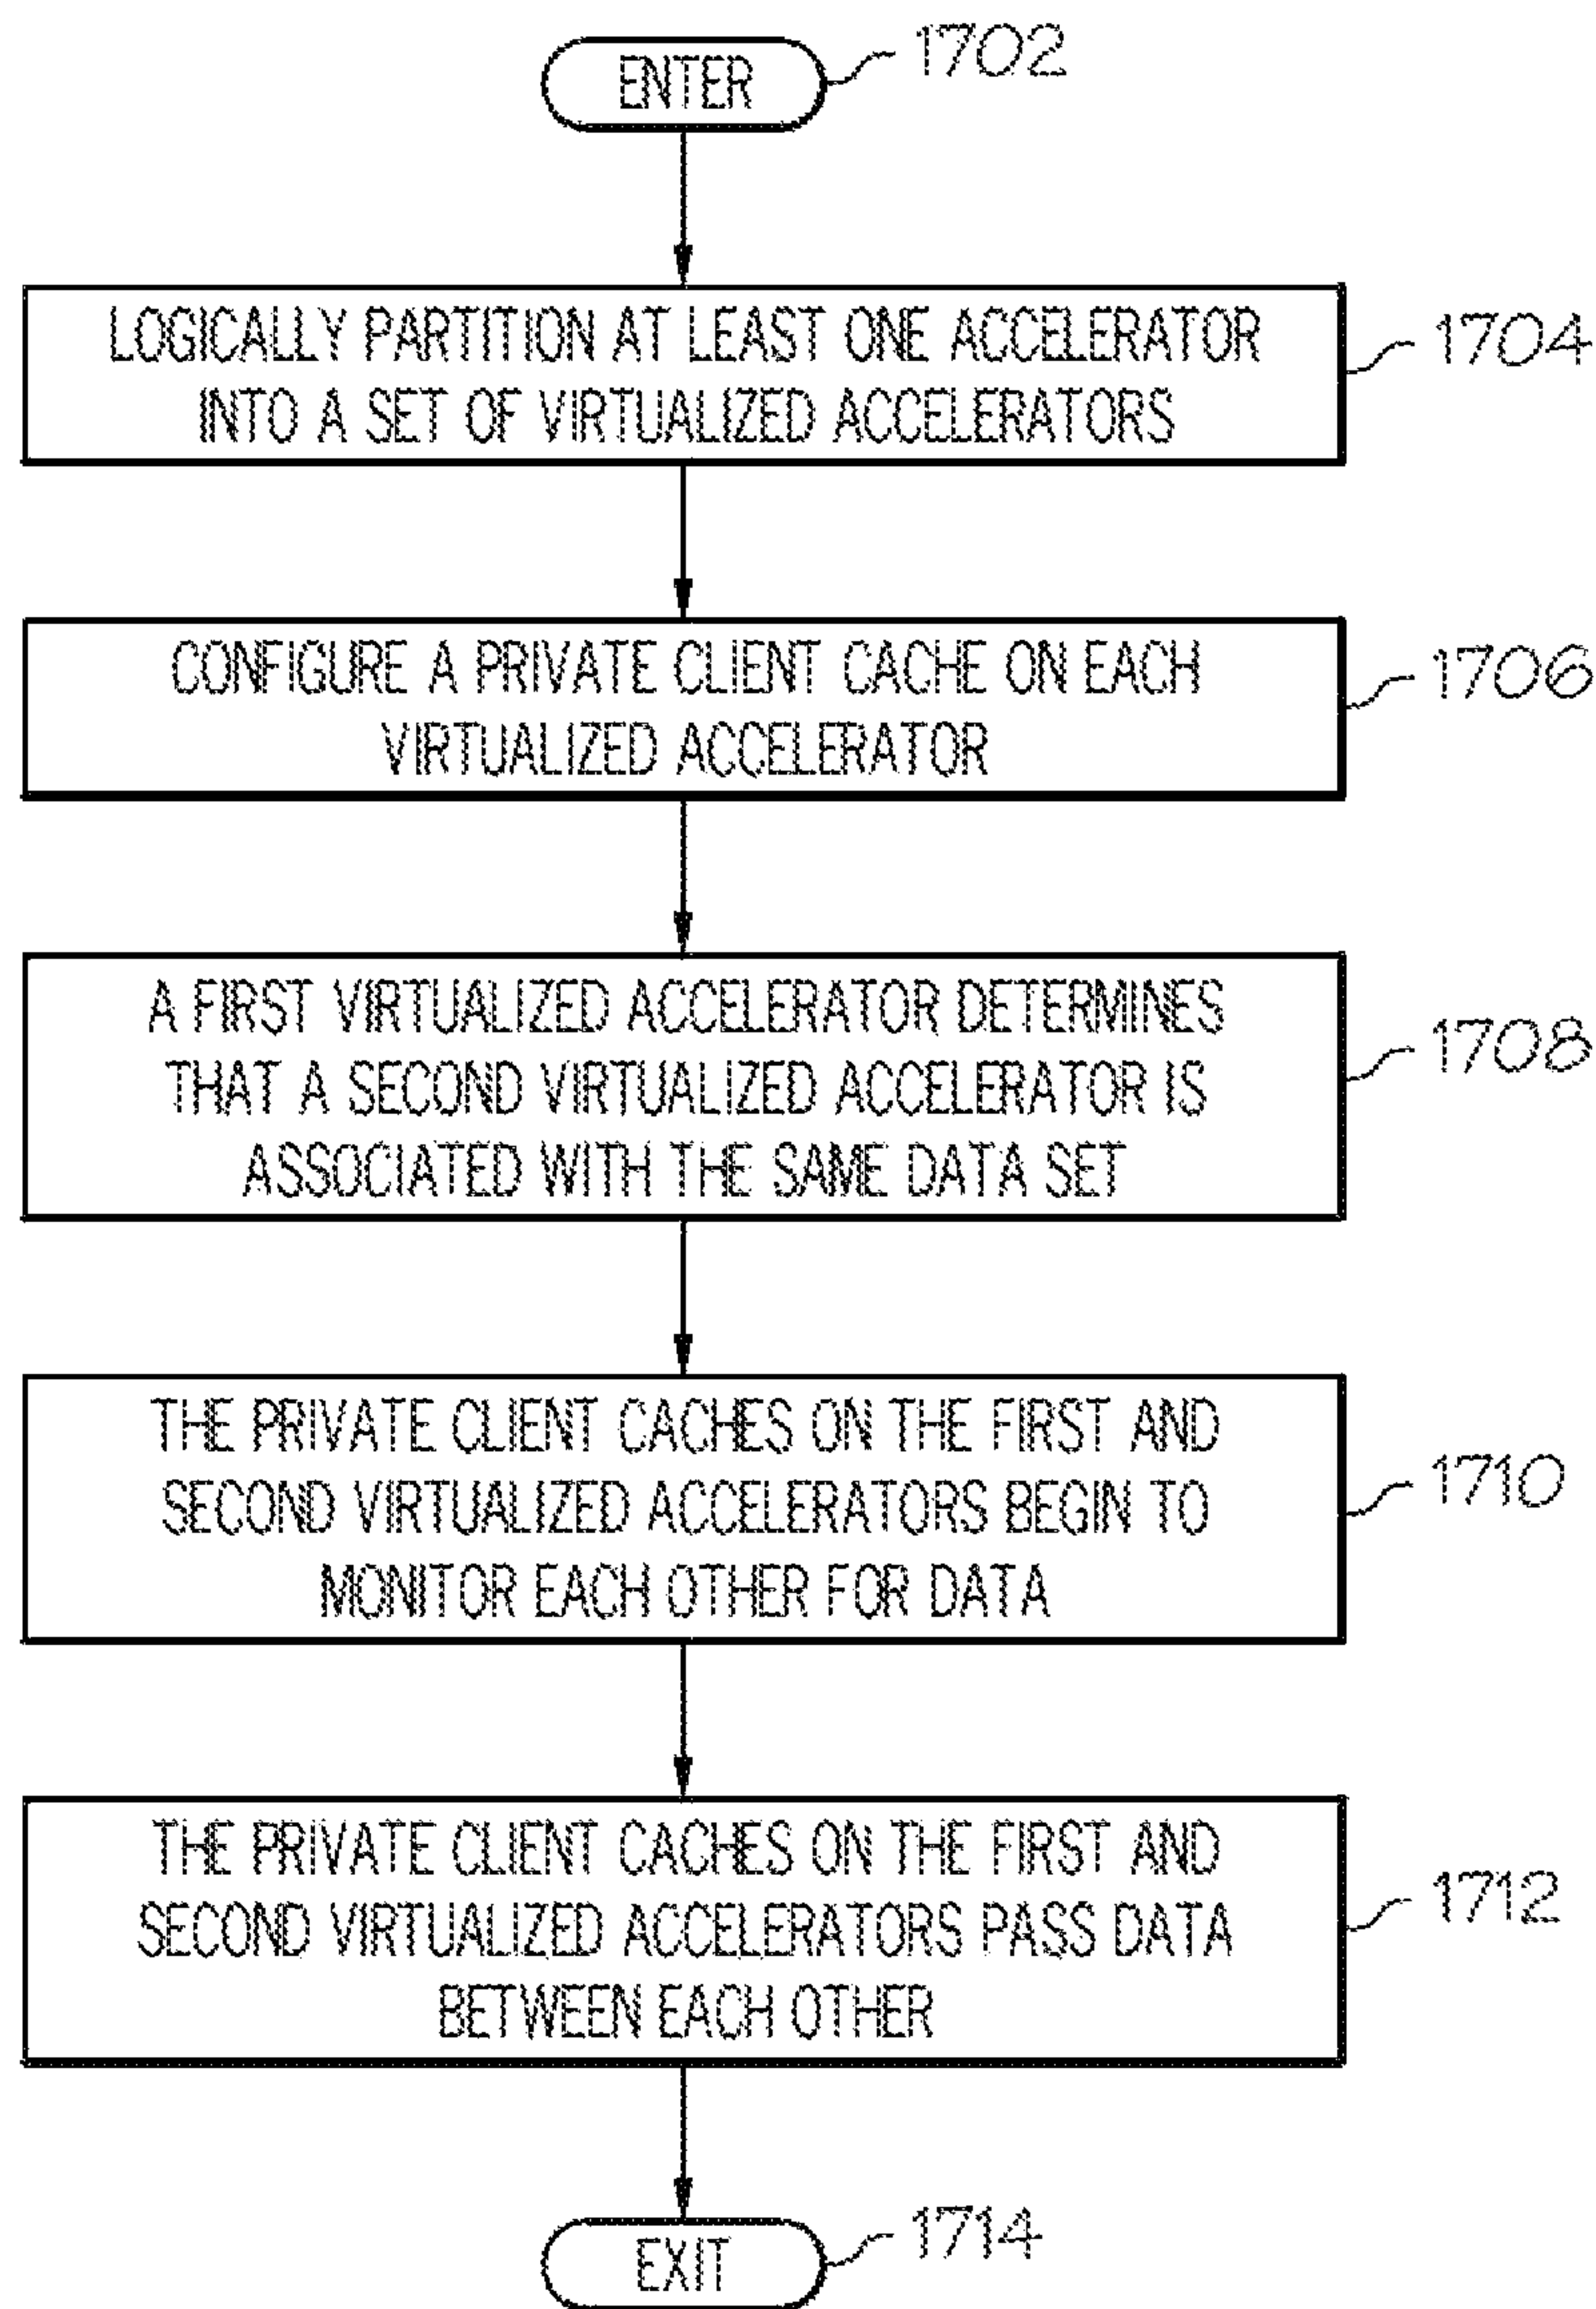 ENTER
1702
LOGICALLY PARTITION AT LEAST ONE ACCELERATOR
INTO A SET OF VIRTUALIZED ACCELERATORS
1704
CONFIGURE A PRIVATE CLIENT CACHE ON EACH
VIRTUALIZED ACCELERATOR
1706
A FIRST VIRTUALIZED ACCELERATOR DETERMINES
THAT A SECOND VIRTUALIZED ACCELERATOR IS
ASSOCIATED WITH THE SAME DATA SET
1708
THE PRIVATE CLIENT CACHES ON THE FIRST AND
SECOND VIRTUALIZED ACCELERATORS BEGIN TO
MONITOR EACH OTHER FOR DATA
1710
THE PRIVATE CLIENT CACHES ON THE FIRST AND
SECOND VIRTUALIZED ACCELERATORS PASS DATA
BETWEEN EACH OTHER
1712
EXIT
1714